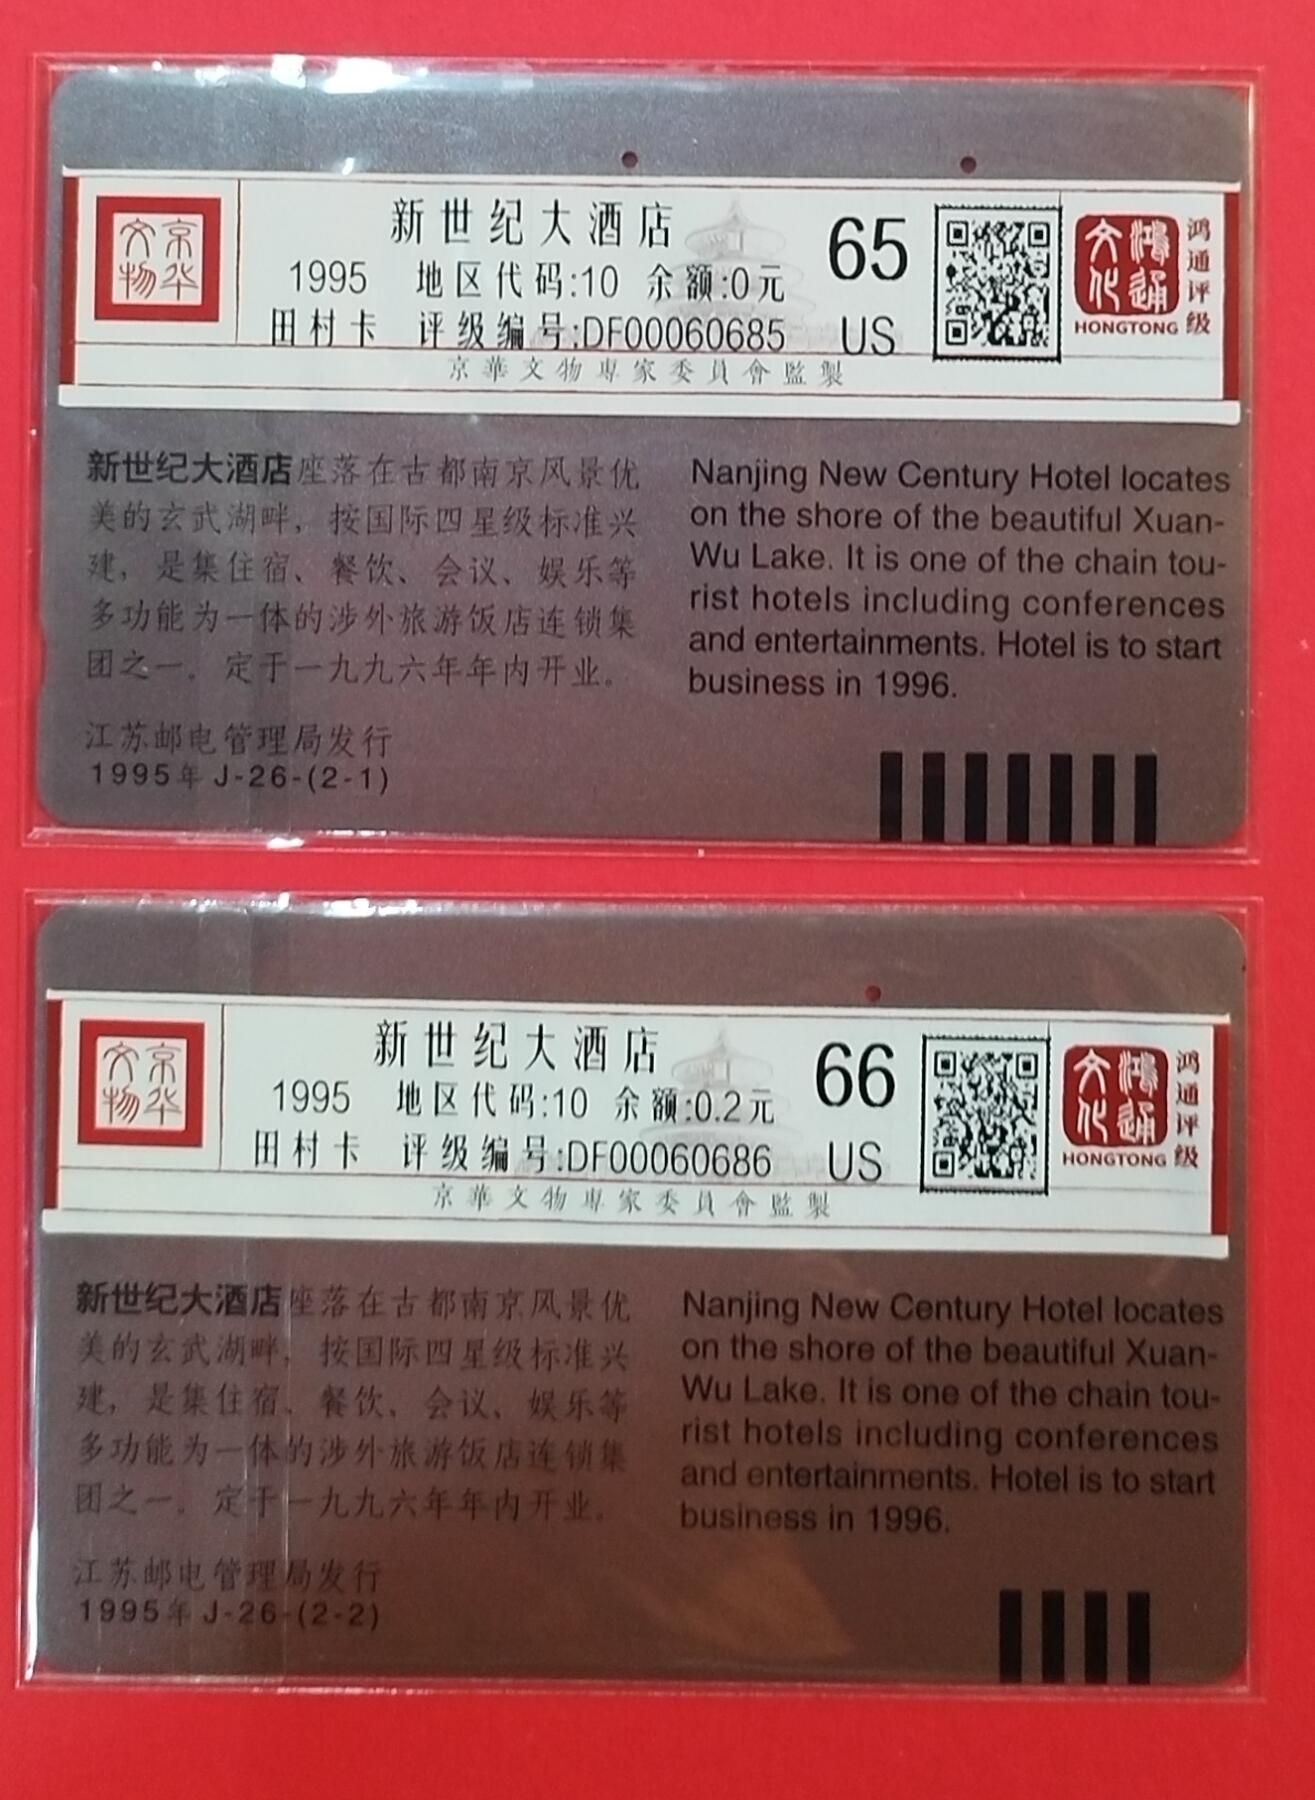 京华
文物
新世纪大酒店
1995 地区代码:10 余额:0元
田村卡 评级编号:DF00060685
65
US
鸿通
文化
HONGTONG
鸿通评级
京華文物專家委員會監製
新世纪大酒店座落在古都南京风景优
美的玄武湖畔，按国际四星级标准兴
建，是集住宿、餐饮、会议、娱乐等
多功能为一体的涉外旅游饭店连锁集
团之一。定于一九九六年年内开业。
江苏邮电管理局发行
1995年 J-26-(2-1)
Nanjing New Century Hotel locates
on the shore of the beautiful Xuan-
Wu Lake. It is one of the chain tou-
rist hotels including conferences
and entertainments. Hotel is to start
business in 1996.
京华
文物
新世纪大酒店
1995 地区代码:10 余额:0.2元
田村卡 评级编号:DF00060686
66
US
鸿通
文化
HONGTONG
鸿通评级
京華文物專家委員會監製
新世纪大酒店座落在古都南京风景优
美的玄武湖畔，按国际四星级标准兴
建，是集住宿、餐饮、会议、娱乐等
多功能为一体的涉外旅游饭店连锁集
团之一。定于一九九六年年内开业。
江苏邮电管理局发行
1995年 J-26-(2-2)
Nanjing New Century Hotel locates
on the shore of the beautiful Xuan-
Wu Lake. It is one of the chain tou-
rist hotels including conferences
and entertainments. Hotel is to start
business in 1996.